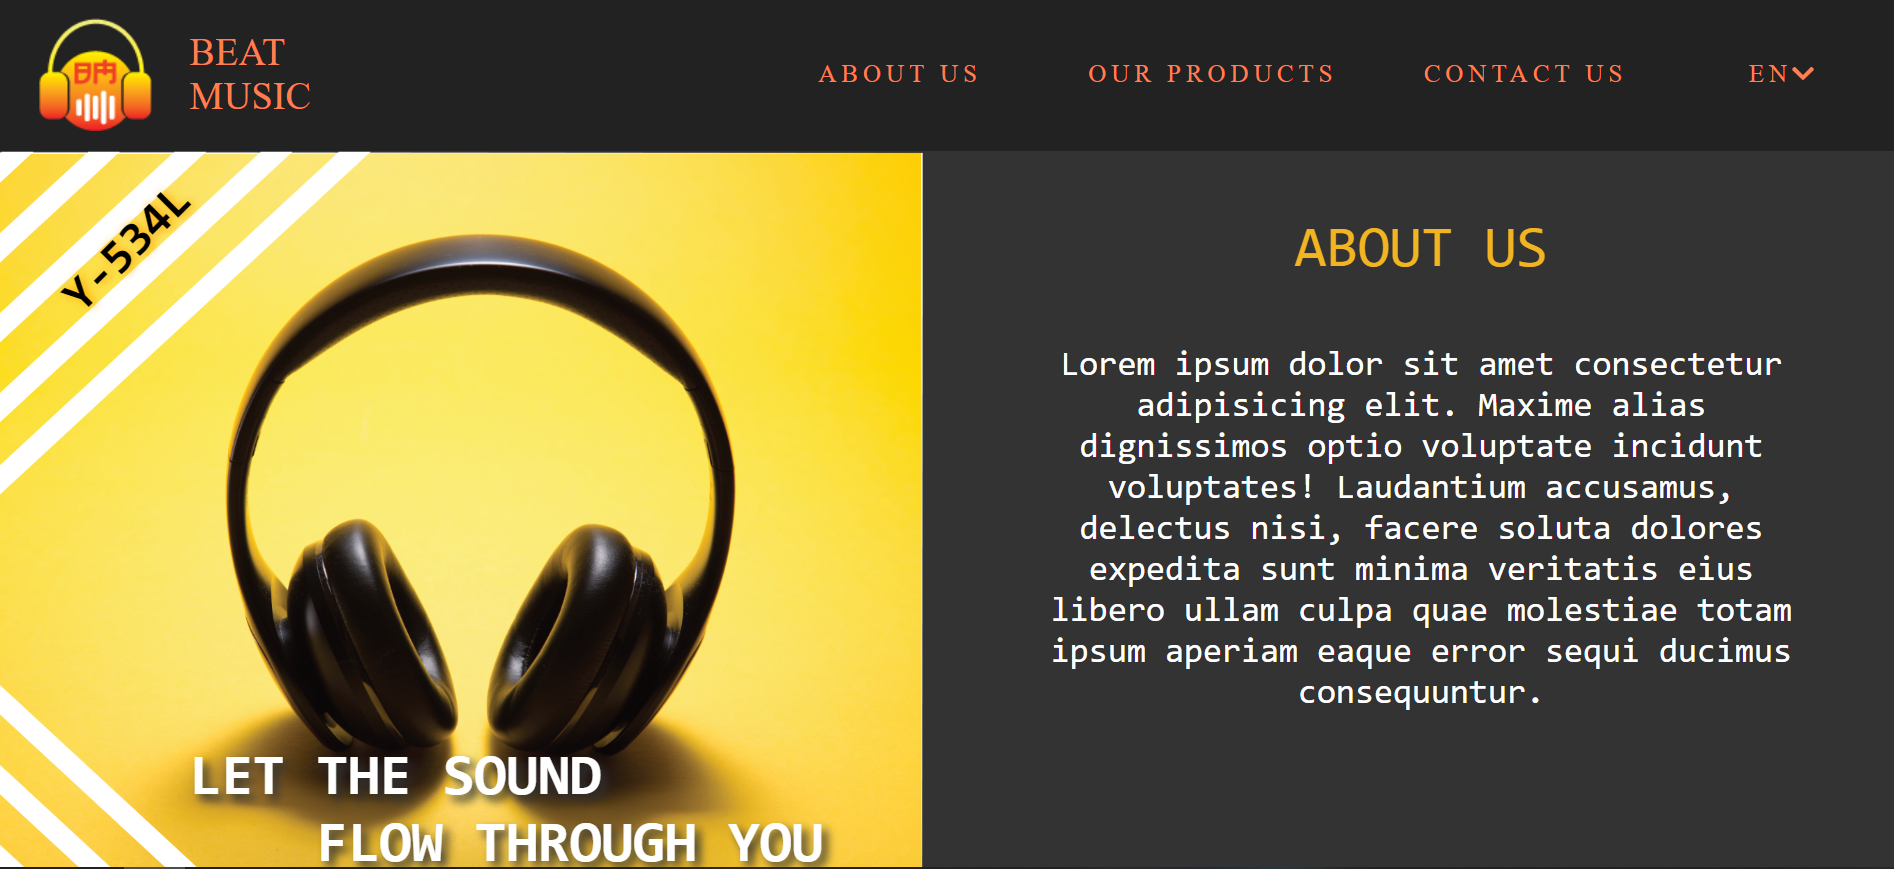 BEAT
MUSIC
ABOUT US
OUR PRODUCTS
CONTACT US
EN
Y-534L
LET THE SOUND
FLOW THROUGH YOU
ABOUT US
Lorem ipsum dolor sit amet consectetur
adipisicing elit. Maxime alias
dignissimos optio voluptate incidunt
voluptates! Laudantium accusamus,
delectus nisi, facere soluta dolores
expedita sunt minima veritatis eius
libero ullam culpa quae molestiae totam
ipsum aperiam eaque error sequi ducimus
consequuntur.